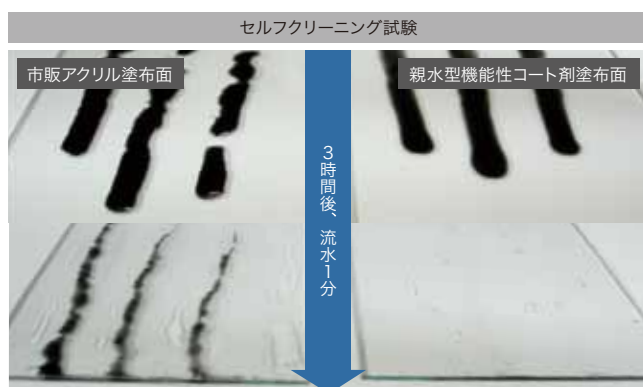 セルフクリーニング試験
市販アクリル塗布面
親水型機能性コート剤塗布面
3時間後、流水1分